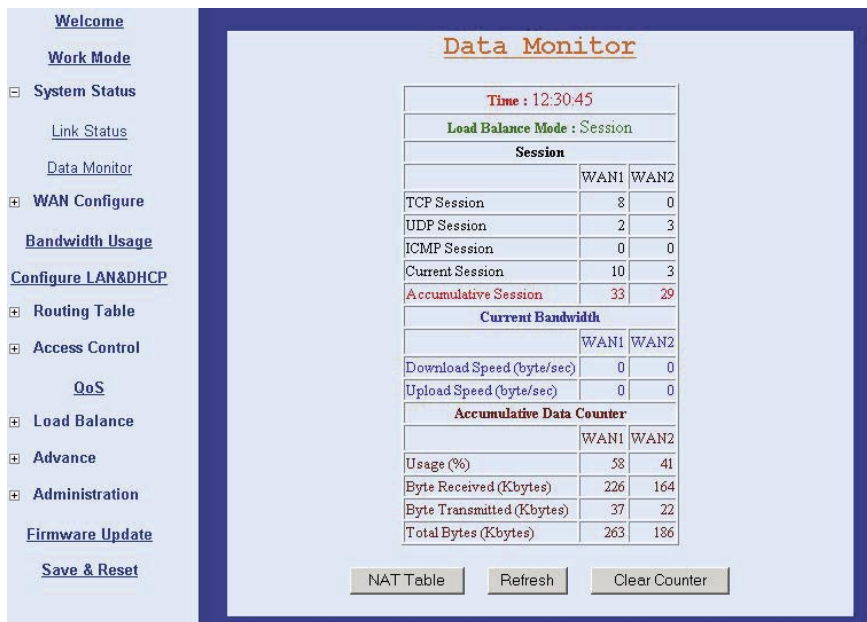 Welcome
Work Mode
System Status
Link Status
Data Monitor
WAN Configure
Bandwidth Usage
Configure LAN&DHCP
Routing Table
Access Control
QoS
Load Balance
Advance
Administration
Firmware Update
Save & Reset
Data Monitor
Time : 12:30:45
Load Balance Mode : Session
Session
WAN1 WAN2
TCP Session 8 0
UDP Session 2 3
ICMP Session 0 0
Current Session 10 3
Accumulative Session 33 29
Current Bandwidth
WAN1 WAN2
Download Speed (byte/sec) 0 0
Upload Speed (byte/sec) 0 0
Accumulative Data Counter
WAN1 WAN2
Usage (%) 58 41
Byte Received (Kbytes) 226 164
Byte Transmitted (Kbytes) 37 22
Total Bytes (Kbytes) 263 186
NAT Table Refresh Clear Counter